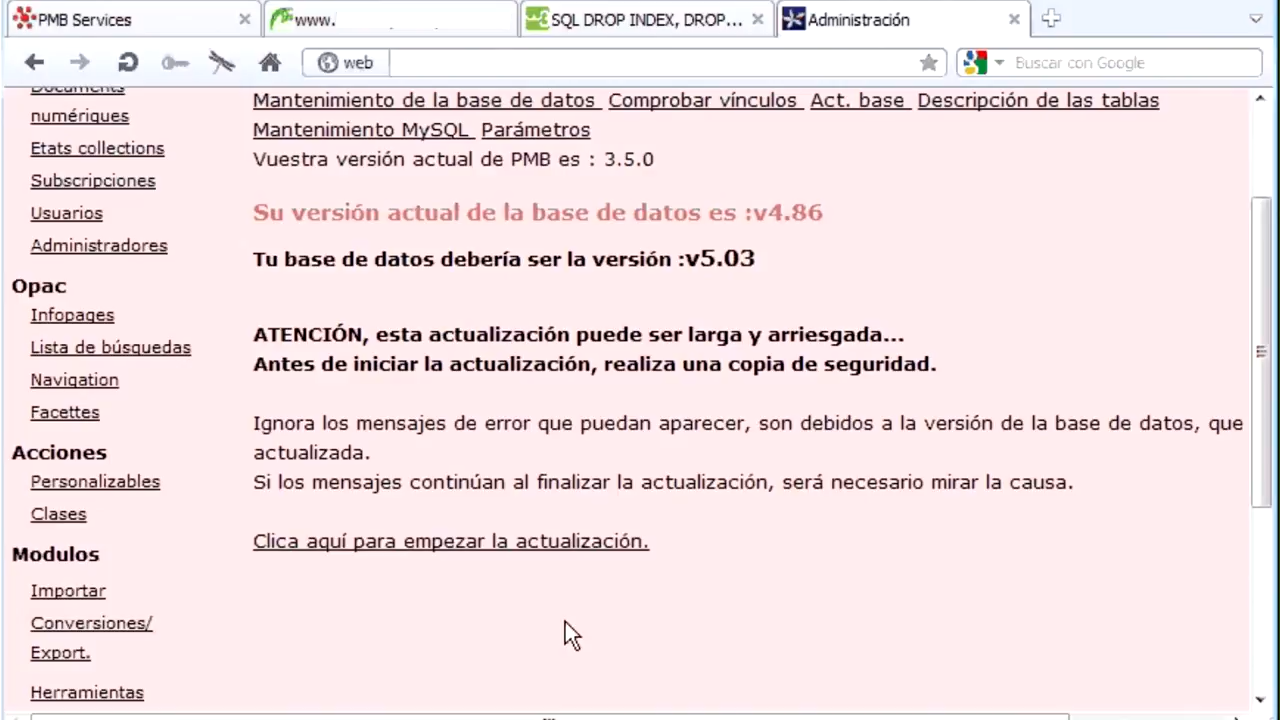 PMB Services
www.
SQL DROP INDEX, DROP...
Administración
web
Buscar con Google
Documents
numériques
Etats collections
Subscripciones
Usuarios
Administradores
Opac
Infopages
Lista de búsquedas
Navigation
Facettes
Acciones
Personalizables
Clases
Modulos
Importar
Conversiones/
Export.
Herramientas
Mantenimiento de la base de datos Comprobar vínculos Act. base Descripción de las tablas
Mantenimiento MySQL Parámetros
Vuestra versión actual de PMB es : 3.5.0
Su versión actual de la base de datos es :v4.86
Tu base de datos debería ser la versión :v5.03
ATENCIÓN, esta actualización puede ser larga y arriesgada...
Antes de iniciar la actualización, realiza una copia de seguridad.
Ignora los mensajes de error que puedan aparecer, son debidos a la versión de la base de datos, que
actualizada.
Si los mensajes continúan al finalizar la actualización, será necesario mirar la causa.
Clica aquí para empezar la actualización.